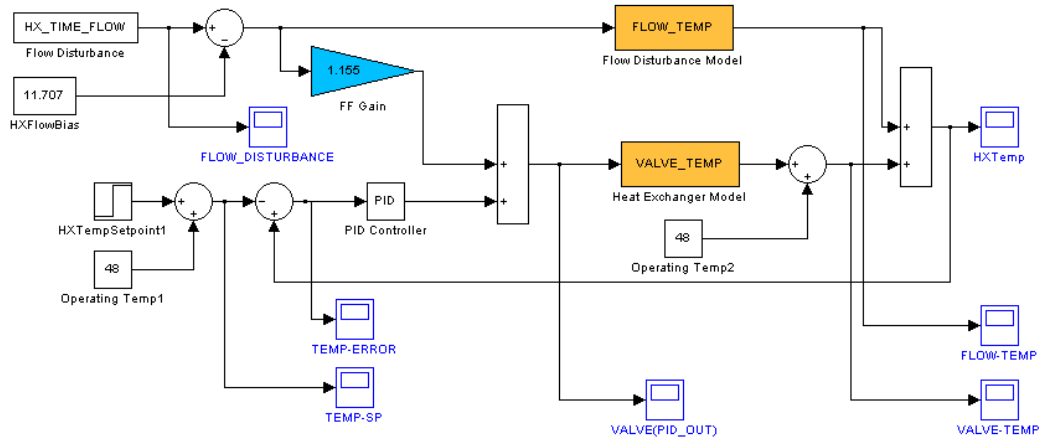 HX_TIME_FLOW
Flow Disturbance
FLOW_TEMP
Flow Disturbance Model
1.155
FF Gain
11.707
HXFlowBias
FLOW_DISTURBANCE
HXTemp
VALVE_TEMP
Heat Exchanger Model
HXTempSetpoint1
PID
PID Controller
48
Operating Temp1
48
Operating Temp2
TEMP-ERROR
FLOW-TEMP
TEMP-SP
VALVE(PID_OUT)
VALVE-TEMP